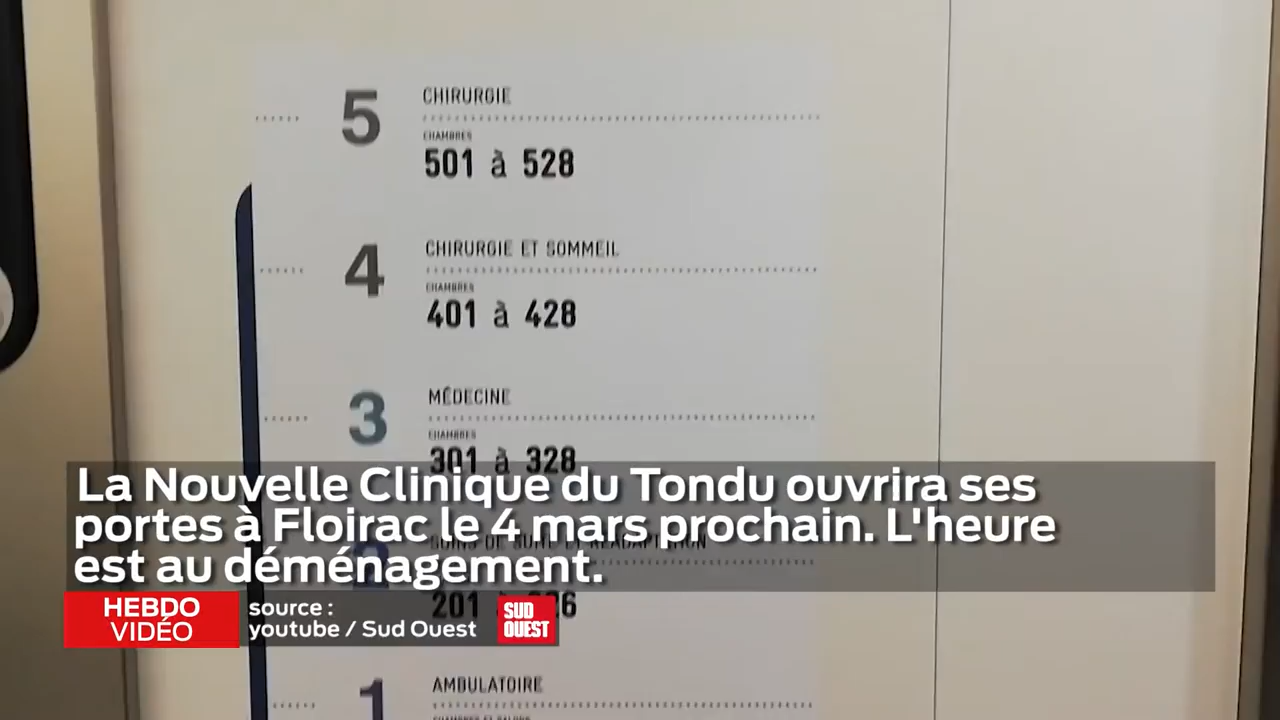 5
CHIRURGIE
CHAMBRES
501 à 528
4
CHIRURGIE ET SOMMEIL
CHAMBRES
401 à 428
3
MÉDECINE
CHAMBRES
301 à 328
La Nouvelle Clinique du Tondu ouvrira ses
portes à Floirac le 4 mars prochain. L'heure
est au déménagement.
2
201
HEBDO
VIDÉO
source :
youtube / Sud Ouest
SUD
OUEST
1
AMBULATOIRE